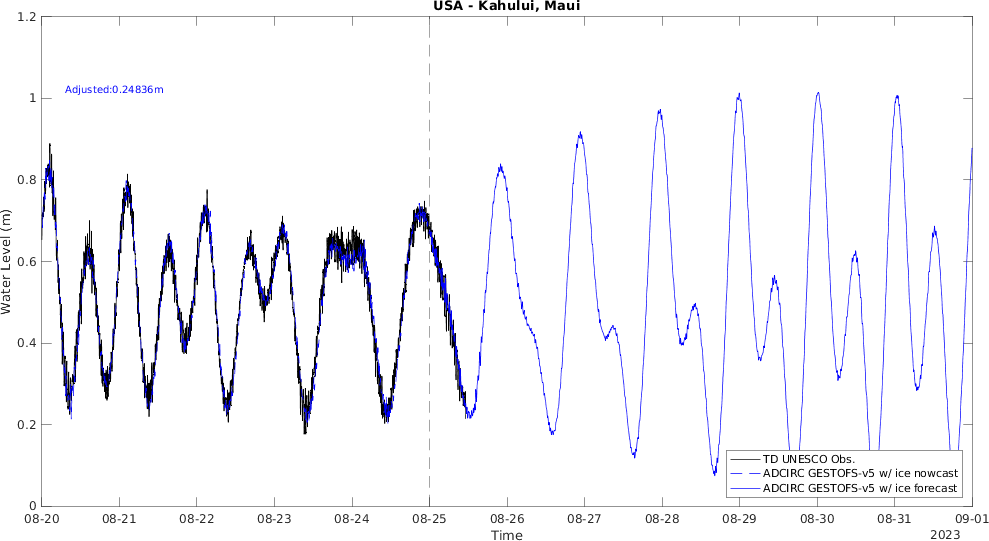 USA - Kahului, Maui
1.2
1
0.8
0.6
0.4
0.2
0
Water Level (m)
Adjusted:0.24836m
TD UNESCO Obs.
ADCIRC GESTOFS-v5 w/ ice nowcast
ADCIRC GESTOFS-v5 w/ ice forecast
08-20 08-21 08-22 08-23 08-24 08-25 08-26 08-27 08-28 08-29 08-30 08-31 09-01
Time
2023